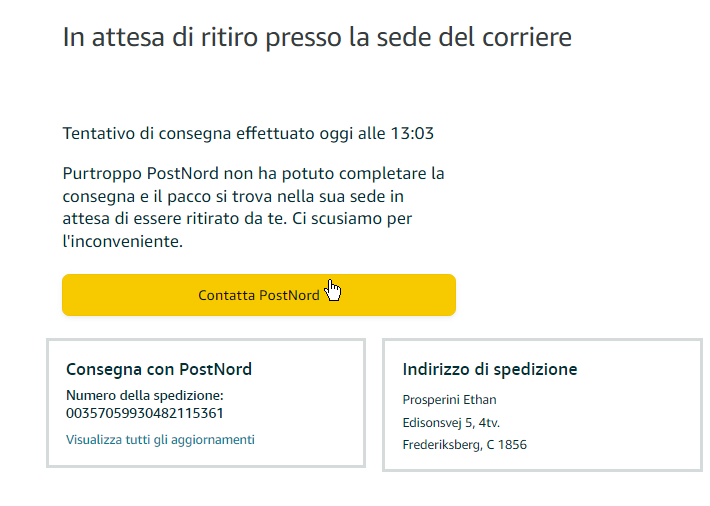 In attesa di ritiro presso la sede del corriere
Tentativo di consegna effettuato oggi alle 13:03
Purtroppo PostNord non ha potuto completare la
consegna e il pacco si trova nella sua sede in
attesa di essere ritirato da te. Ci scusiamo per
l'inconveniente.
Contatta PostNord
Consegna con PostNord
Numero della spedizione:
00357059930482115361
Visualizza tutti gli aggiornamenti
Indirizzo di spedizione
Prosperini Ethan
Edisonsvej 5, 4tv.
Frederiksberg, C 1856